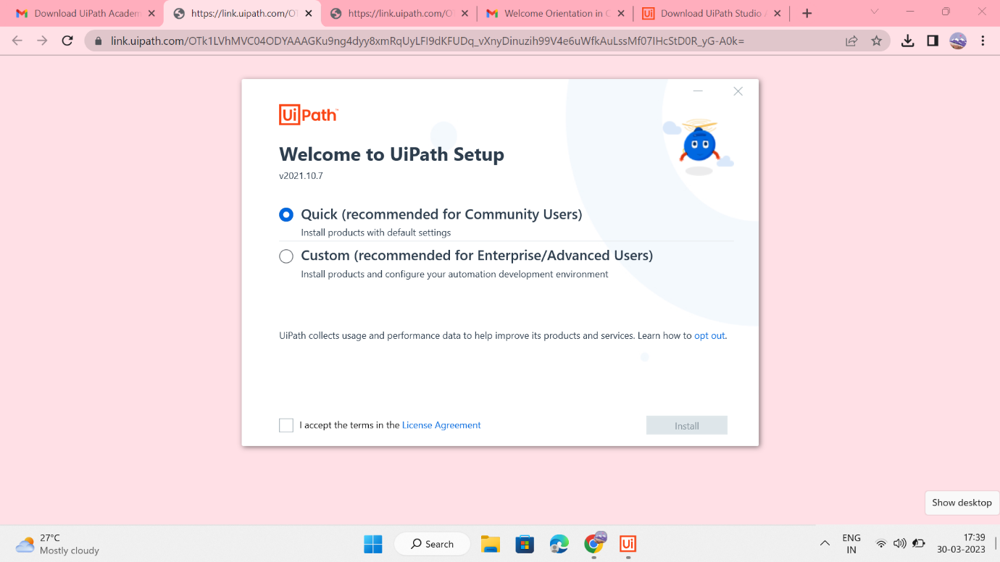 Download UiPath Academ
https://link.uipath.com/OT
https://link.uipath.com/O
Welcome Orientation in C
Ui Download UiPath Studio A
link.uipath.com/OTk1LVhMVC04ODYAAAGKu9ng4dyy8xmRqUyLFI9dKFUDq_vXnyDinuzih99V4e6uWfkAuLssMf07IHcStD0R_yG-A0k=
UiPath™
Welcome to UiPath Setup
v2021.10.7
Quick (recommended for Community Users)
Install products with default settings
Custom (recommended for Enterprise/Advanced Users)
Install products and configure your automation development environment
UiPath collects usage and performance data to help improve its products and services. Learn how to opt out.
I accept the terms in the License Agreement
Install
Show desktop
27°C
Mostly cloudy
Search
Ui
ENG
IN
17:39
30-03-2023